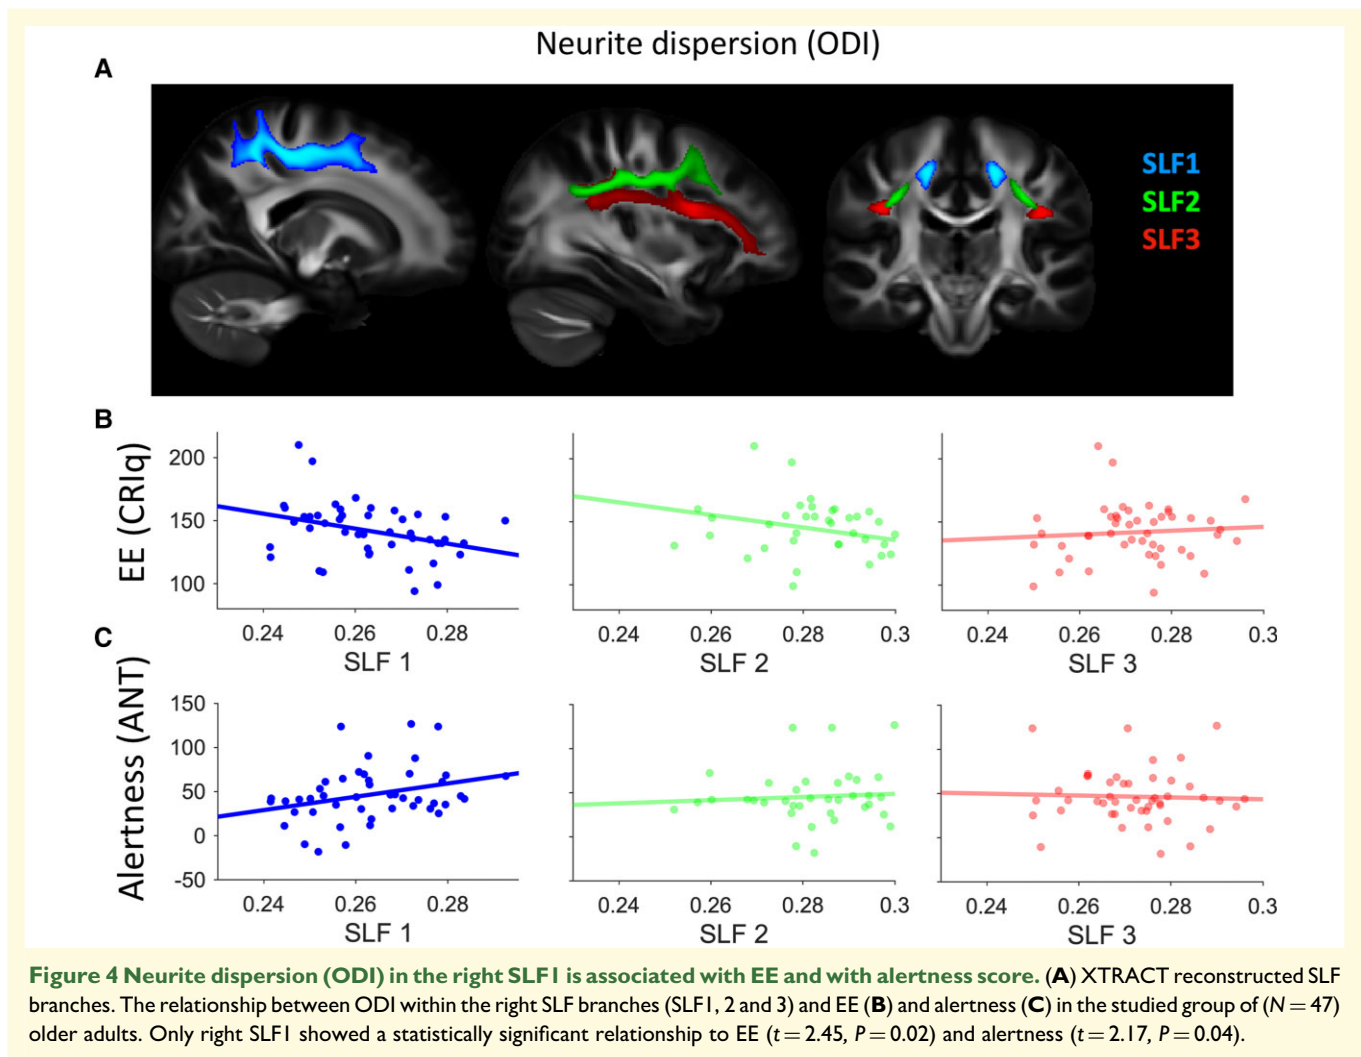 Neurite dispersion (ODI)
A
SLF1
SLF2
SLF3
B
EE (CRIq)
200
150
100
0.24 0.26 0.28
SLF 1
0.24 0.26 0.28 0.3
SLF 2
0.24 0.26 0.28 0.3
SLF 3
C
Alertness (ANT)
150
100
50
0
-50
0.24 0.26 0.28
SLF 1
0.24 0.26 0.28 0.3
SLF 2
0.24 0.26 0.28 0.3
SLF 3
Figure 4 Neurite dispersion (ODI) in the right SLF1 is associated with EE and with alertness score. (A) XTRACT reconstructed SLF
branches. The relationship between ODI within the right SLF branches (SLF1, 2 and 3) and EE (B) and alertness (C) in the studied group of (N = 47)
older adults. Only right SLF1 showed a statistically significant relationship to EE (t = 2.45, P = 0.02) and alertness (t = 2.17, P = 0.04).